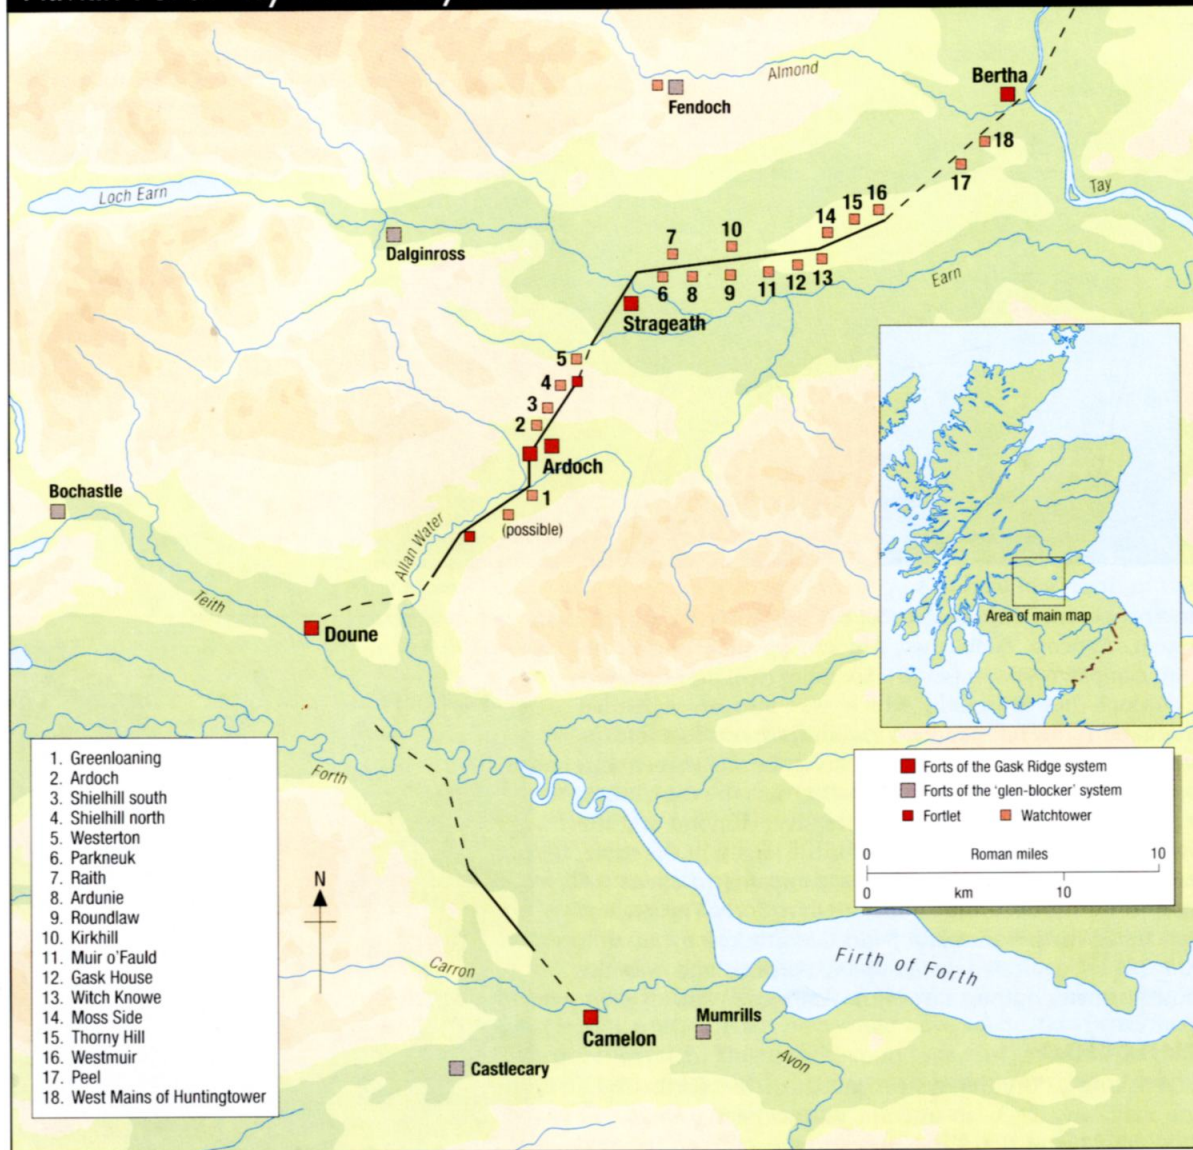 Almond
Bertha
Fendoch
18
17
Tay
Loch Earn
16
15
14
10
7
Dalginross
6
8
9
11
12
13
Earn
Strageath
5
4
3
2
Ardoch
Bochastle
1
(possible)
Allan Water
Teith
Doune
Area of main map
Forth
1. Greenloaning
2. Ardoch
3. Shielhill south
4. Shielhill north
5. Westerton
6. Parkneuk
7. Raith
8. Ardunie
9. Roundlaw
10. Kirkhill
11. Muir o'Fauld
12. Gask House
13. Witch Knowe
14. Moss Side
15. Thorny Hill
16. Westmuir
17. Peel
18. West Mains of Huntingtower
N
Forts of the Gask Ridge system
Forts of the 'glen-blocker' system
Fortlet Watchtower
0 Roman miles 10
0 km 10
Firth of Forth
Carron
Camelon
Mumrills
Castlecary
Avon